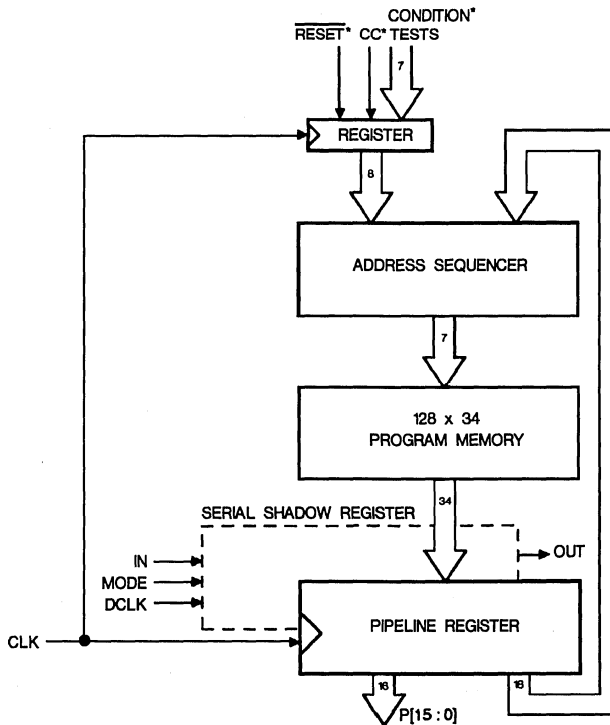 CONDITION*
RESET* CC* TESTS
7
REGISTER
8
ADDRESS SEQUENCER
7
128 x 34
PROGRAM MEMORY
34
SERIAL SHADOW REGISTER
IN
OUT
MODE
DCLK
PIPELINE REGISTER
CLK
16
18
P[15 : 0]